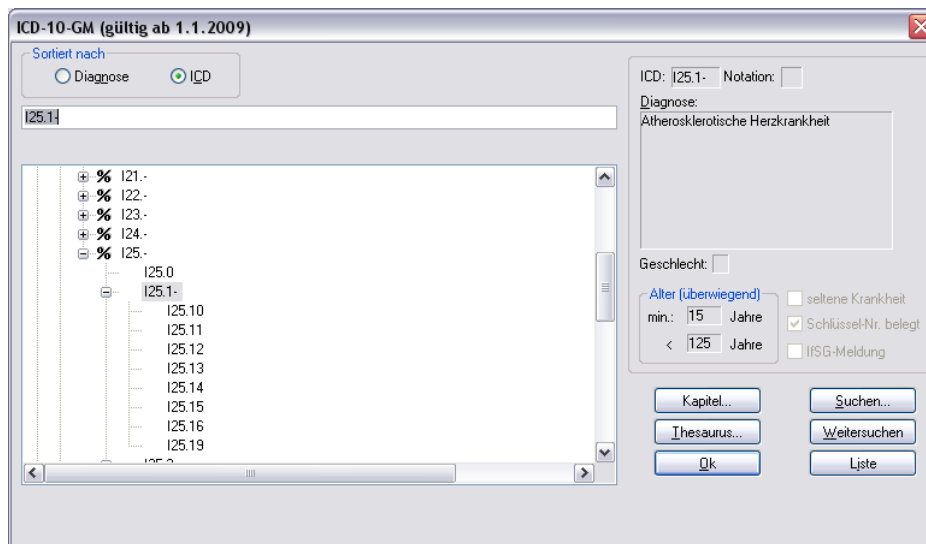 ICD-10-GM (gültig ab 1.1.2009)
Sortiert nach
Diagnose ICD
I25.1-
% I21.-
% I22.-
% I23.-
% I24.-
% I25.-
I25.0
I25.1-
I25.10
I25.11
I25.12
I25.13
I25.14
I25.15
I25.16
I25.19
ICD: I25.1- Notation:
Diagnose:
Atherosklerotische Herzkrankheit
Geschlecht:
Alter (überwiegend)
min.: 15 Jahre
< 125 Jahre
seltene Krankheit
Schlüssel-Nr. belegt
IfSG-Meldung
Kapitel... Suchen...
Thesaurus... Weitersuchen
Ok Liste